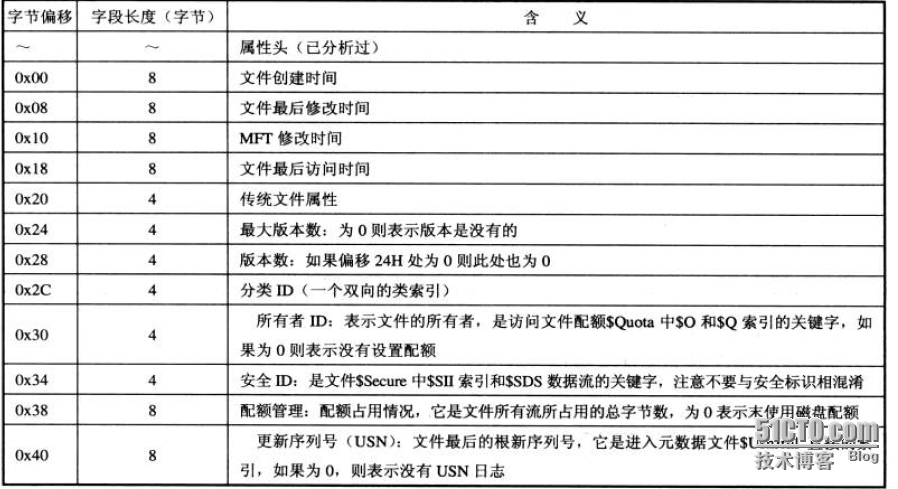 字节偏移 字段长度（字节） 含 义
～ ～ 属性头（已分析过）
0x00 8 文件创建时间
0x08 8 文件最后修改时间
0x10 8 MFT 修改时间
0x18 8 文件最后访问时间
0x20 4 传统文件属性
0x24 4 最大版本数：为 0 则表示版本是没有的
0x28 4 版本数：如果偏移 24H 处为 0 则此处也为 0
0x2C 4 分类 ID（一个双向的类索引）
0x30 4 所有者 ID：表示文件的所有者，是访问文件配额$Quota 中$O 和$Q 索引的关键字，如
果为 0 则表示没有设置配额
0x34 4 安全 ID：是文件$Secure 中$SII 索引和$SDS 数据流的关键字，注意不要与安全标识相混淆
0x38 8 配额管理：配额占用情况，它是文件所有流所占用的总字节数，为 0 表示末使用磁盘配额
0x40 8 更新序列号（USN）：文件最后的根新序列号，它是进入元数据文件
引，如果为 0，则表示没有 USN 日志
51CTO.com
技术博客 Blog